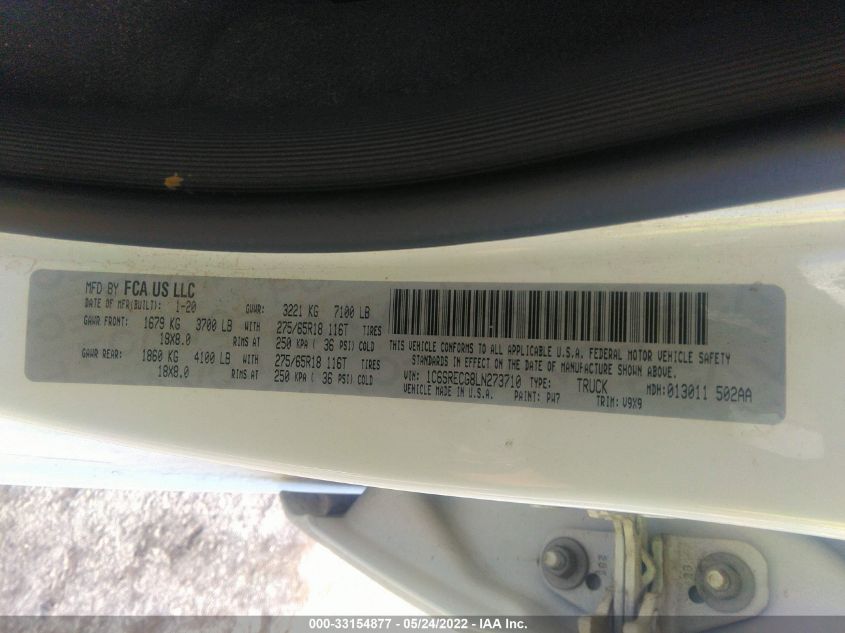 MFD BY FCA US LLC
DATE OF MFR(BUILT): 1-20 GVWR: 3221 KG 7100 LB
GAWR FRONT: 1679 KG 3700 LB WITH 275/65R18 116T TIRES
18X8.0 RIMS AT 250 KPA ( 36 PSI) COLD
GAWR REAR: 1860 KG 4100 LB WITH 275/65R18 116T TIRES
18X8.0 RIMS AT 250 KPA ( 36 PSI) COLD
THIS VEHICLE CONFORMS TO ALL APPLICABLE U.S.A. FEDERAL MOTOR VEHICLE SAFETY
STANDARDS IN EFFECT ON THE DATE OF MANUFACTURE SHOWN ABOVE.
VIN: 1C6SRECG8LN273710 TYPE: TRUCK MDH:013011 502AA
VEHICLE MADE IN U.S.A. PAINT: PW7 TRIM: V9X9
000-33154877 - 05/24/2022 - IAA Inc.